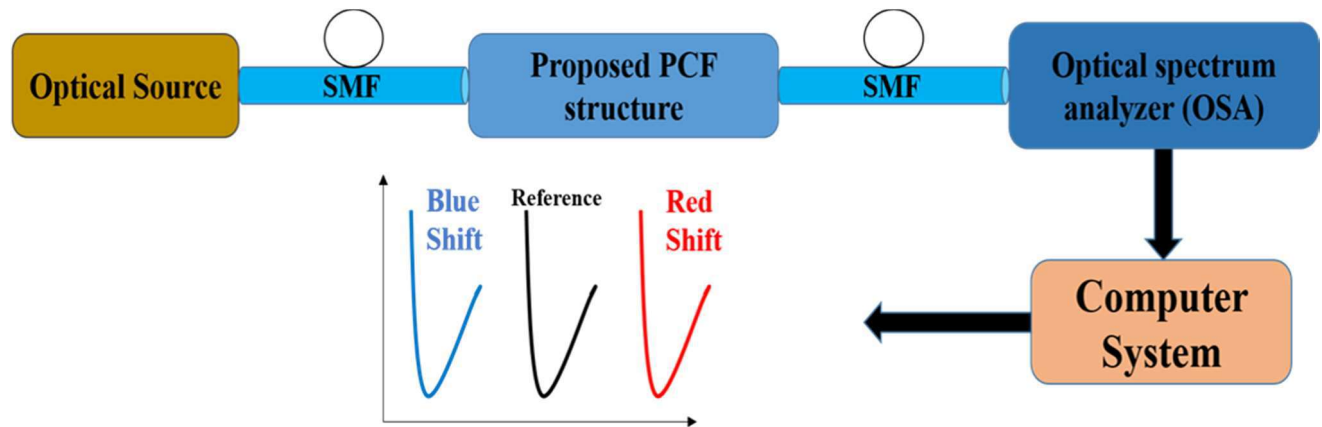 Optical Source
SMF
Proposed PCF
structure
SMF
Optical spectrum
analyzer (OSA)
Blue
Shift
Reference
Red
Shift
Computer
System